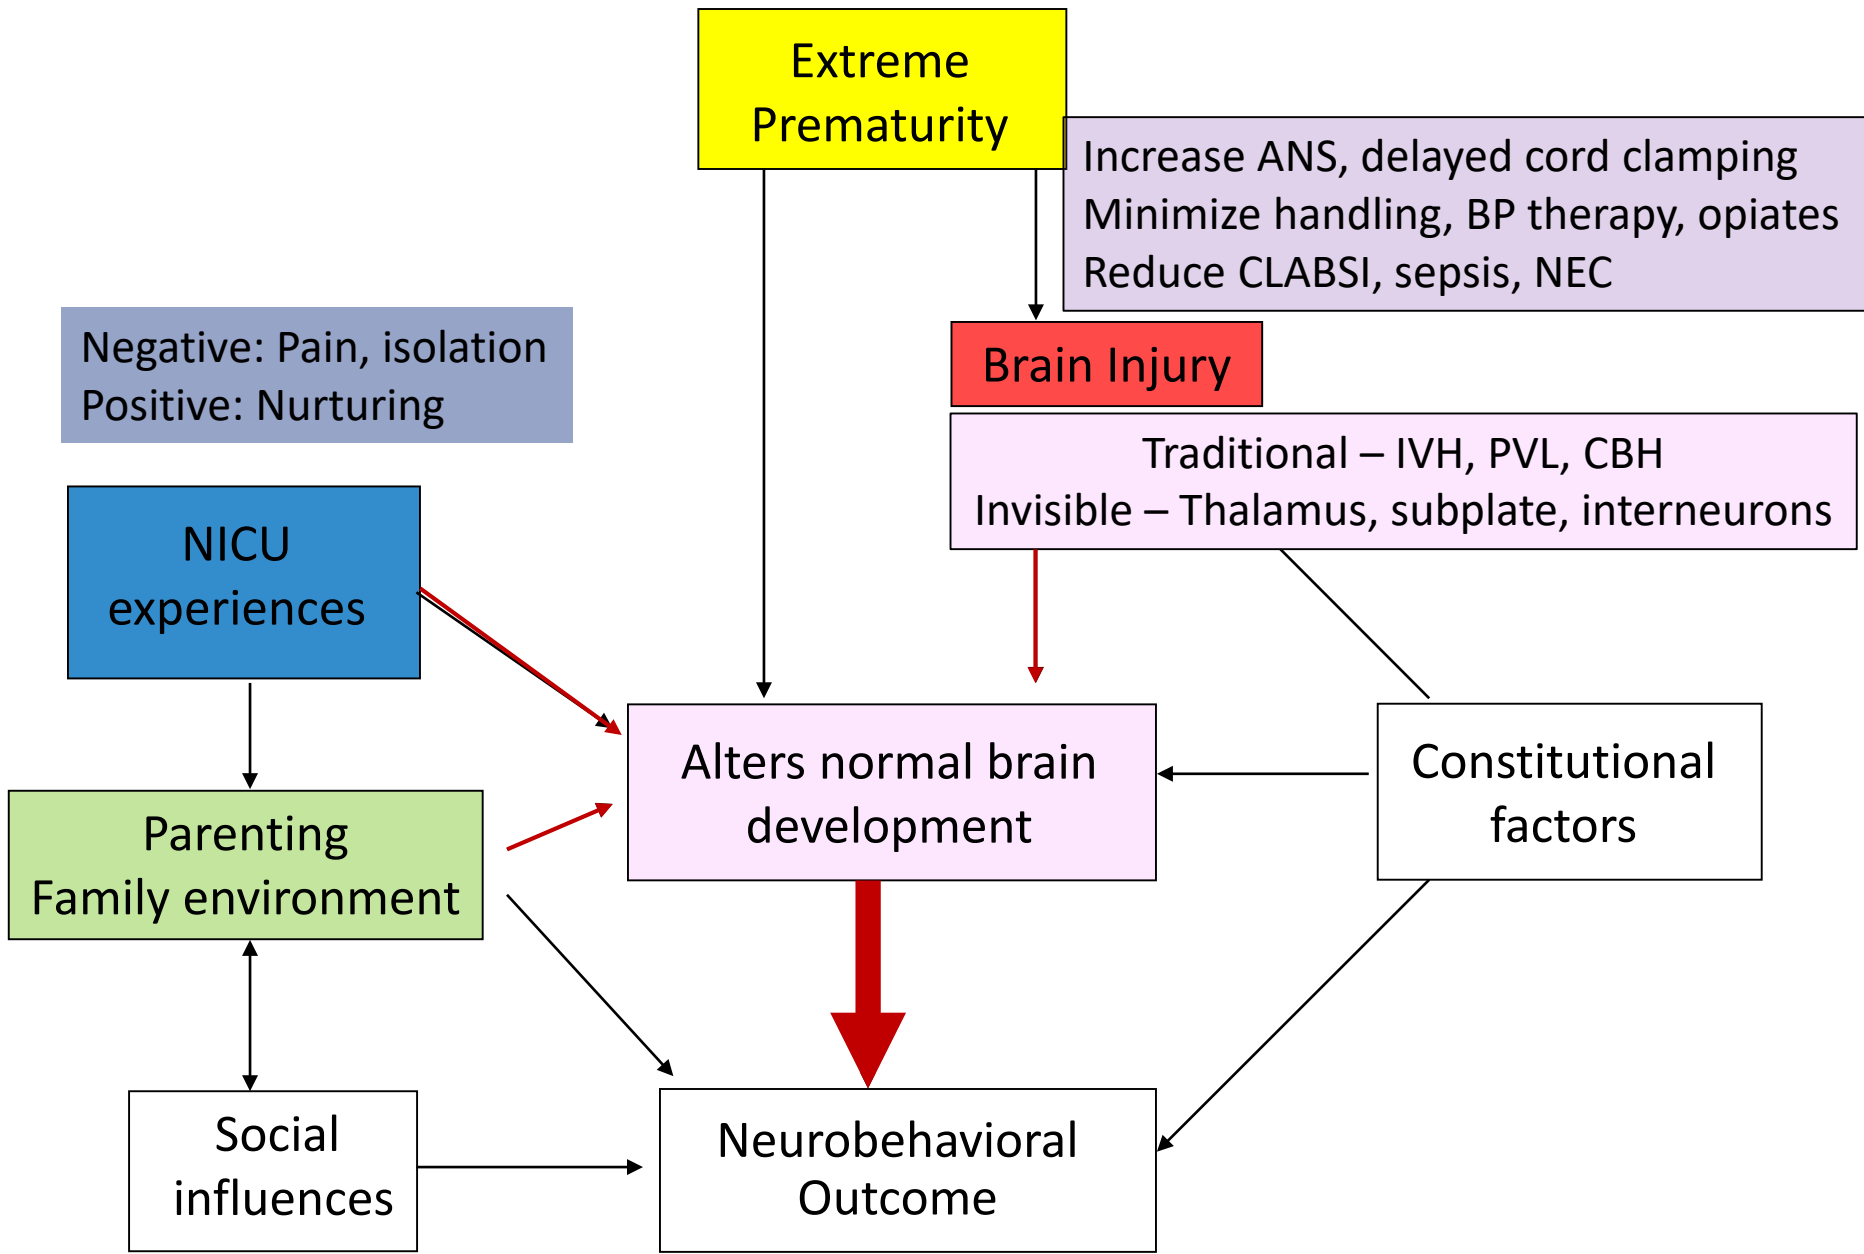 Extreme
Prematurity
Increase ANS, delayed cord clamping
Minimize handling, BP therapy, opiates
Reduce CLABSI, sepsis, NEC
Negative: Pain, isolation
Positive: Nurturing
Brain Injury
Traditional – IVH, PVL, CBH
Invisible – Thalamus, subplate, interneurons
NICU
experiences
Alters normal brain
development
Constitutional
factors
Parenting
Family environment
Social
influences
Neurobehavioral
Outcome